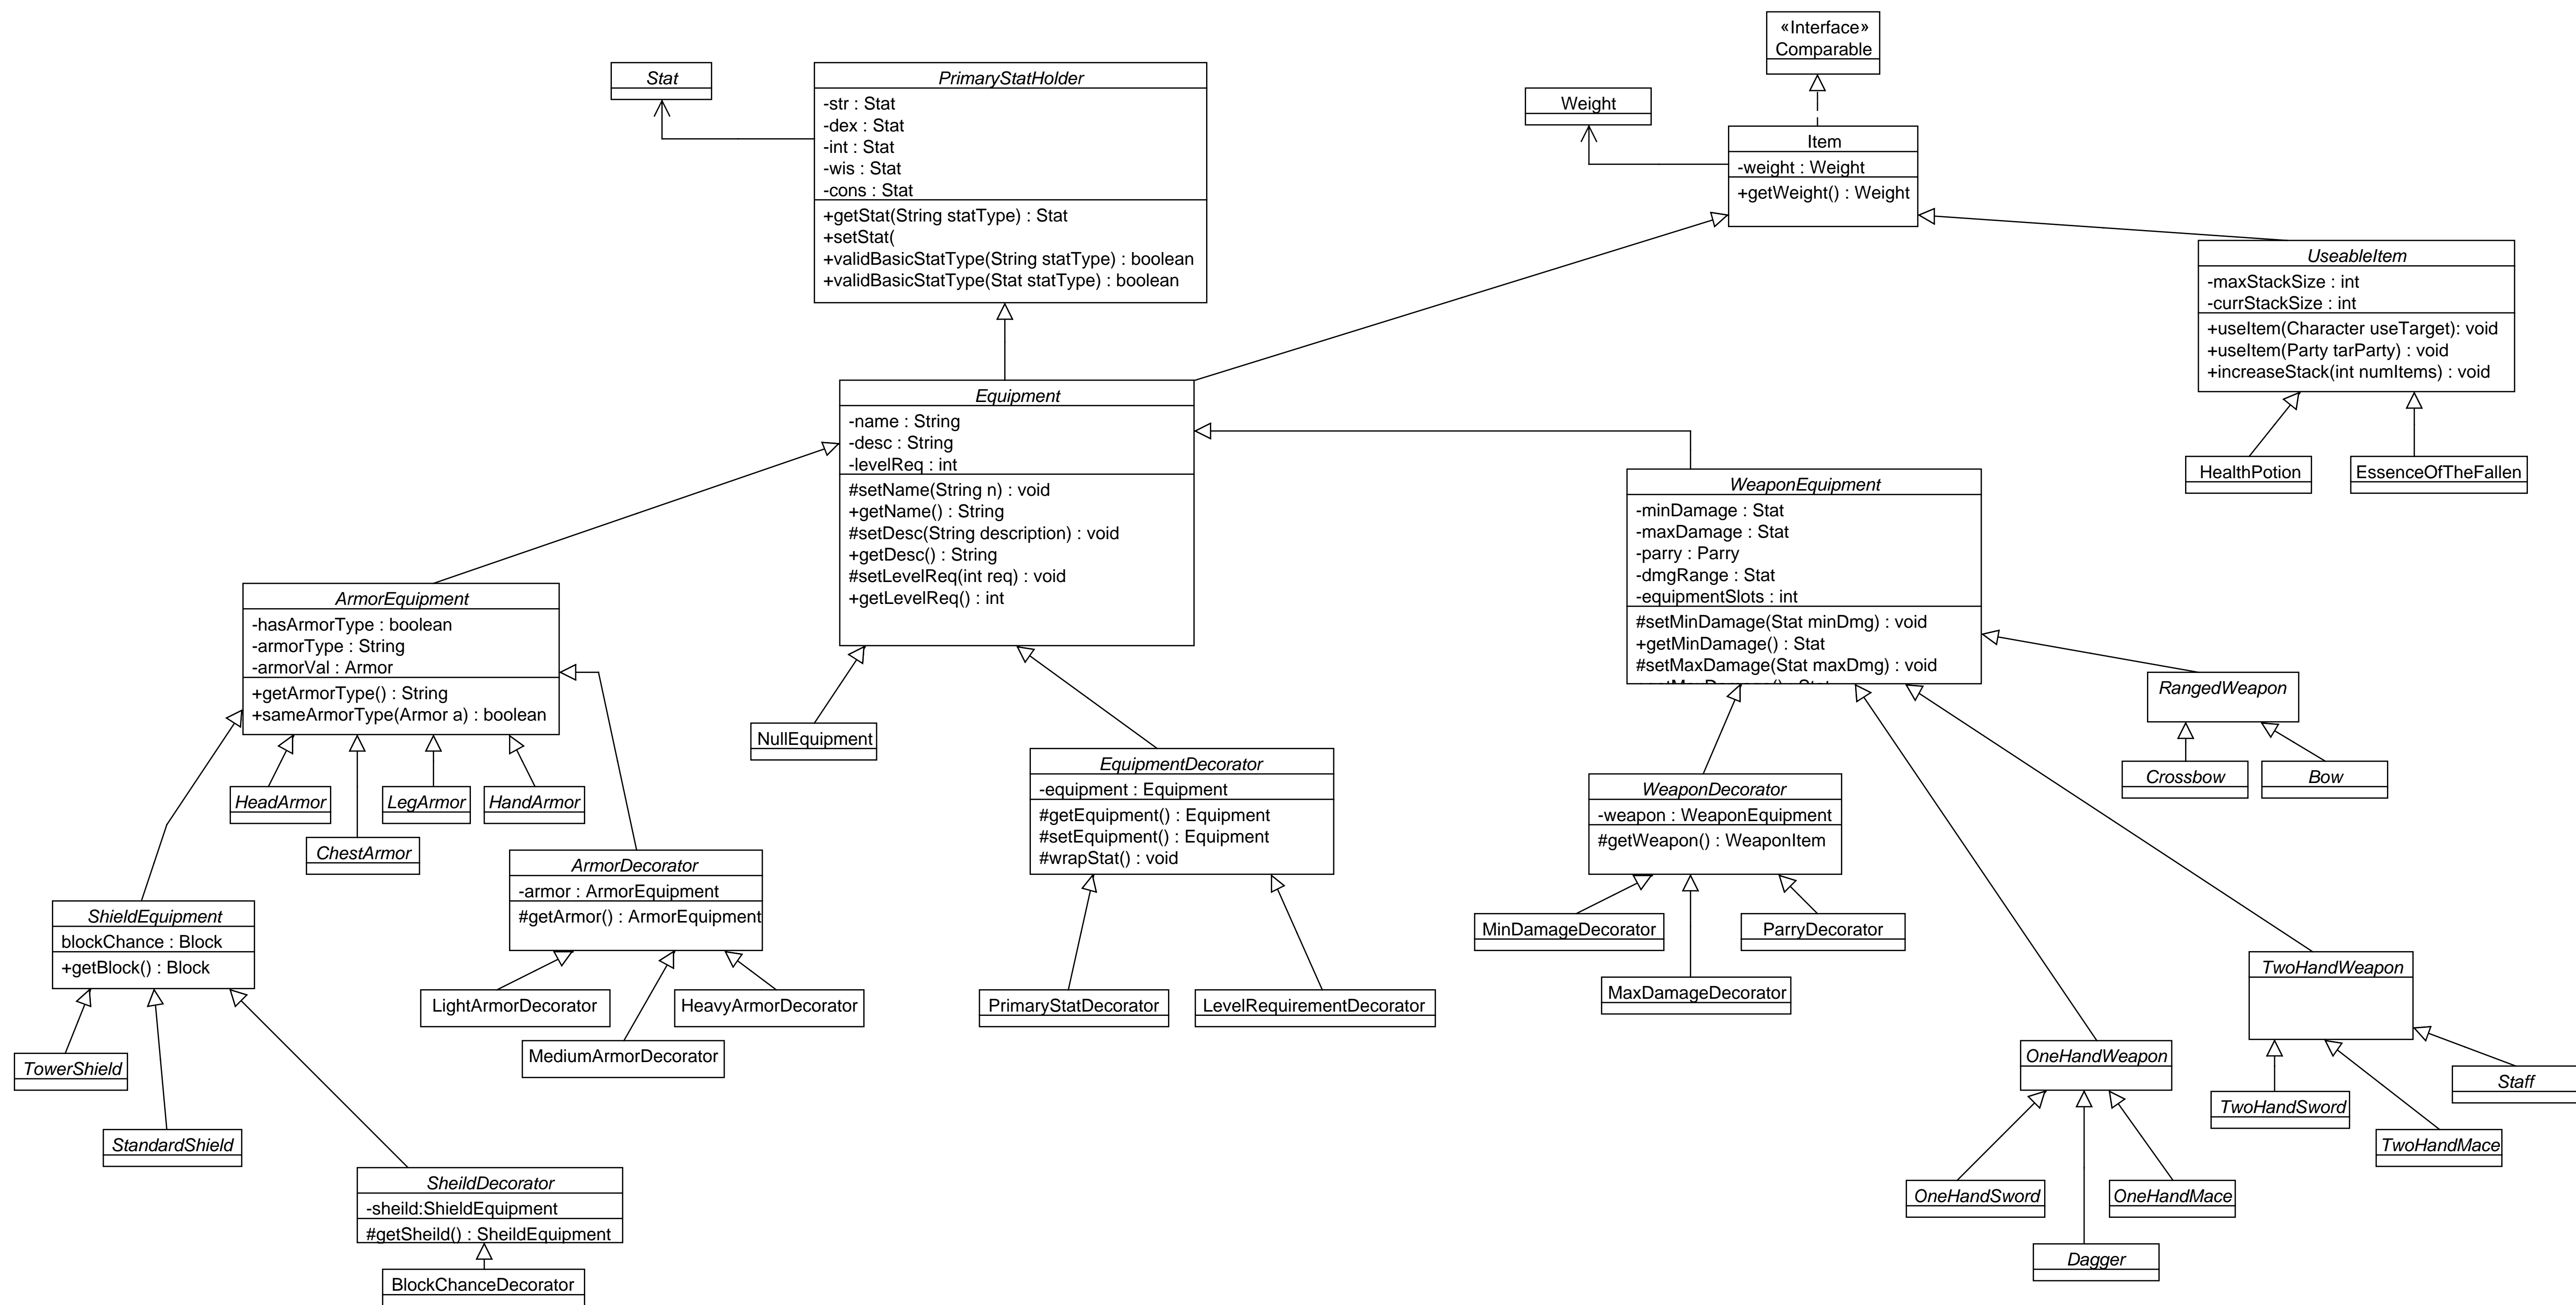 «Interface»
Comparable
Stat
PrimaryStatHolder
-str : Stat
-dex : Stat
-int : Stat
-wis : Stat
-cons : Stat
+getStat(String statType) : Stat
+setStat(
+validBasicStatType(String statType) : boolean
+validBasicStatType(Stat statType) : boolean
Weight
Item
-weight : Weight
+getWeight() : Weight
UseableItem
-maxStackSize : int
-currStackSize : int
+useItem(Character useTarget): void
+useItem(Party tarParty) : void
+increaseStack(int numItems) : void
HealthPotion
EssenceOfTheFallen
Equipment
-name : String
-desc : String
-levelReq : int
#setName(String n) : void
+getName() : String
#setDesc(String description) : void
+getDesc() : String
#setLevelReq(int req) : void
+getLevelReq() : int
WeaponEquipment
-minDamage : Stat
-maxDamage : Stat
-parry : Parry
-dmgRange : Stat
-equipmentSlots : int
#setMinDamage(Stat minDmg) : void
+getMinDamage() : Stat
#setMaxDamage(Stat maxDmg) : void
ArmorEquipment
-hasArmorType : boolean
-armorType : String
-armorVal : Armor
+getArmorType() : String
+sameArmorType(Armor a) : boolean
RangedWeapon
Crossbow
Bow
NullEquipment
EquipmentDecorator
-equipment : Equipment
#getEquipment() : Equipment
#setEquipment() : Equipment
#wrapStat() : void
WeaponDecorator
-weapon : WeaponEquipment
#getWeapon() : WeaponItem
HeadArmor
LegArmor
HandArmor
ChestArmor
ArmorDecorator
-armor : ArmorEquipment
#getArmor() : ArmorEquipment
ShieldEquipment
blockChance : Block
+getBlock() : Block
MinDamageDecorator
ParryDecorator
MaxDamageDecorator
LightArmorDecorator
HeavyArmorDecorator
MediumArmorDecorator
PrimaryStatDecorator
LevelRequirementDecorator
TwoHandWeapon
OneHandWeapon
Staff
TwoHandSword
TwoHandMace
TowerShield
StandardShield
SheildDecorator
-sheild:ShieldEquipment
#getSheild() : SheildEquipment
BlockChanceDecorator
OneHandSword
OneHandMace
Dagger